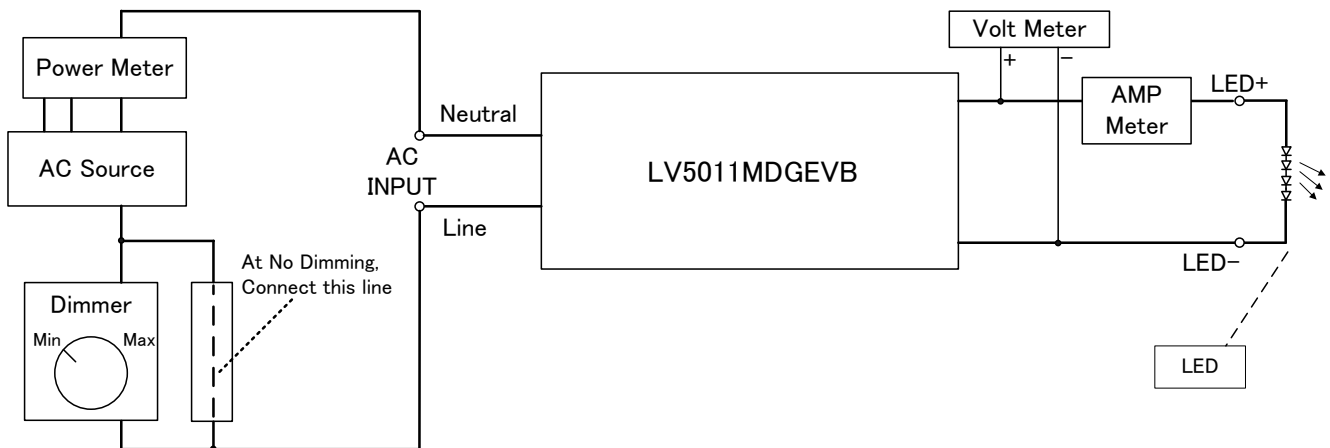 Volt Meter
+
−
Power Meter
AMP
Meter
LED+
Neutral
AC Source
AC
INPUT
LV5011MDGEVB
Line
LED−
At No Dimming,
Connect this line
Dimmer
Min
Max
LED